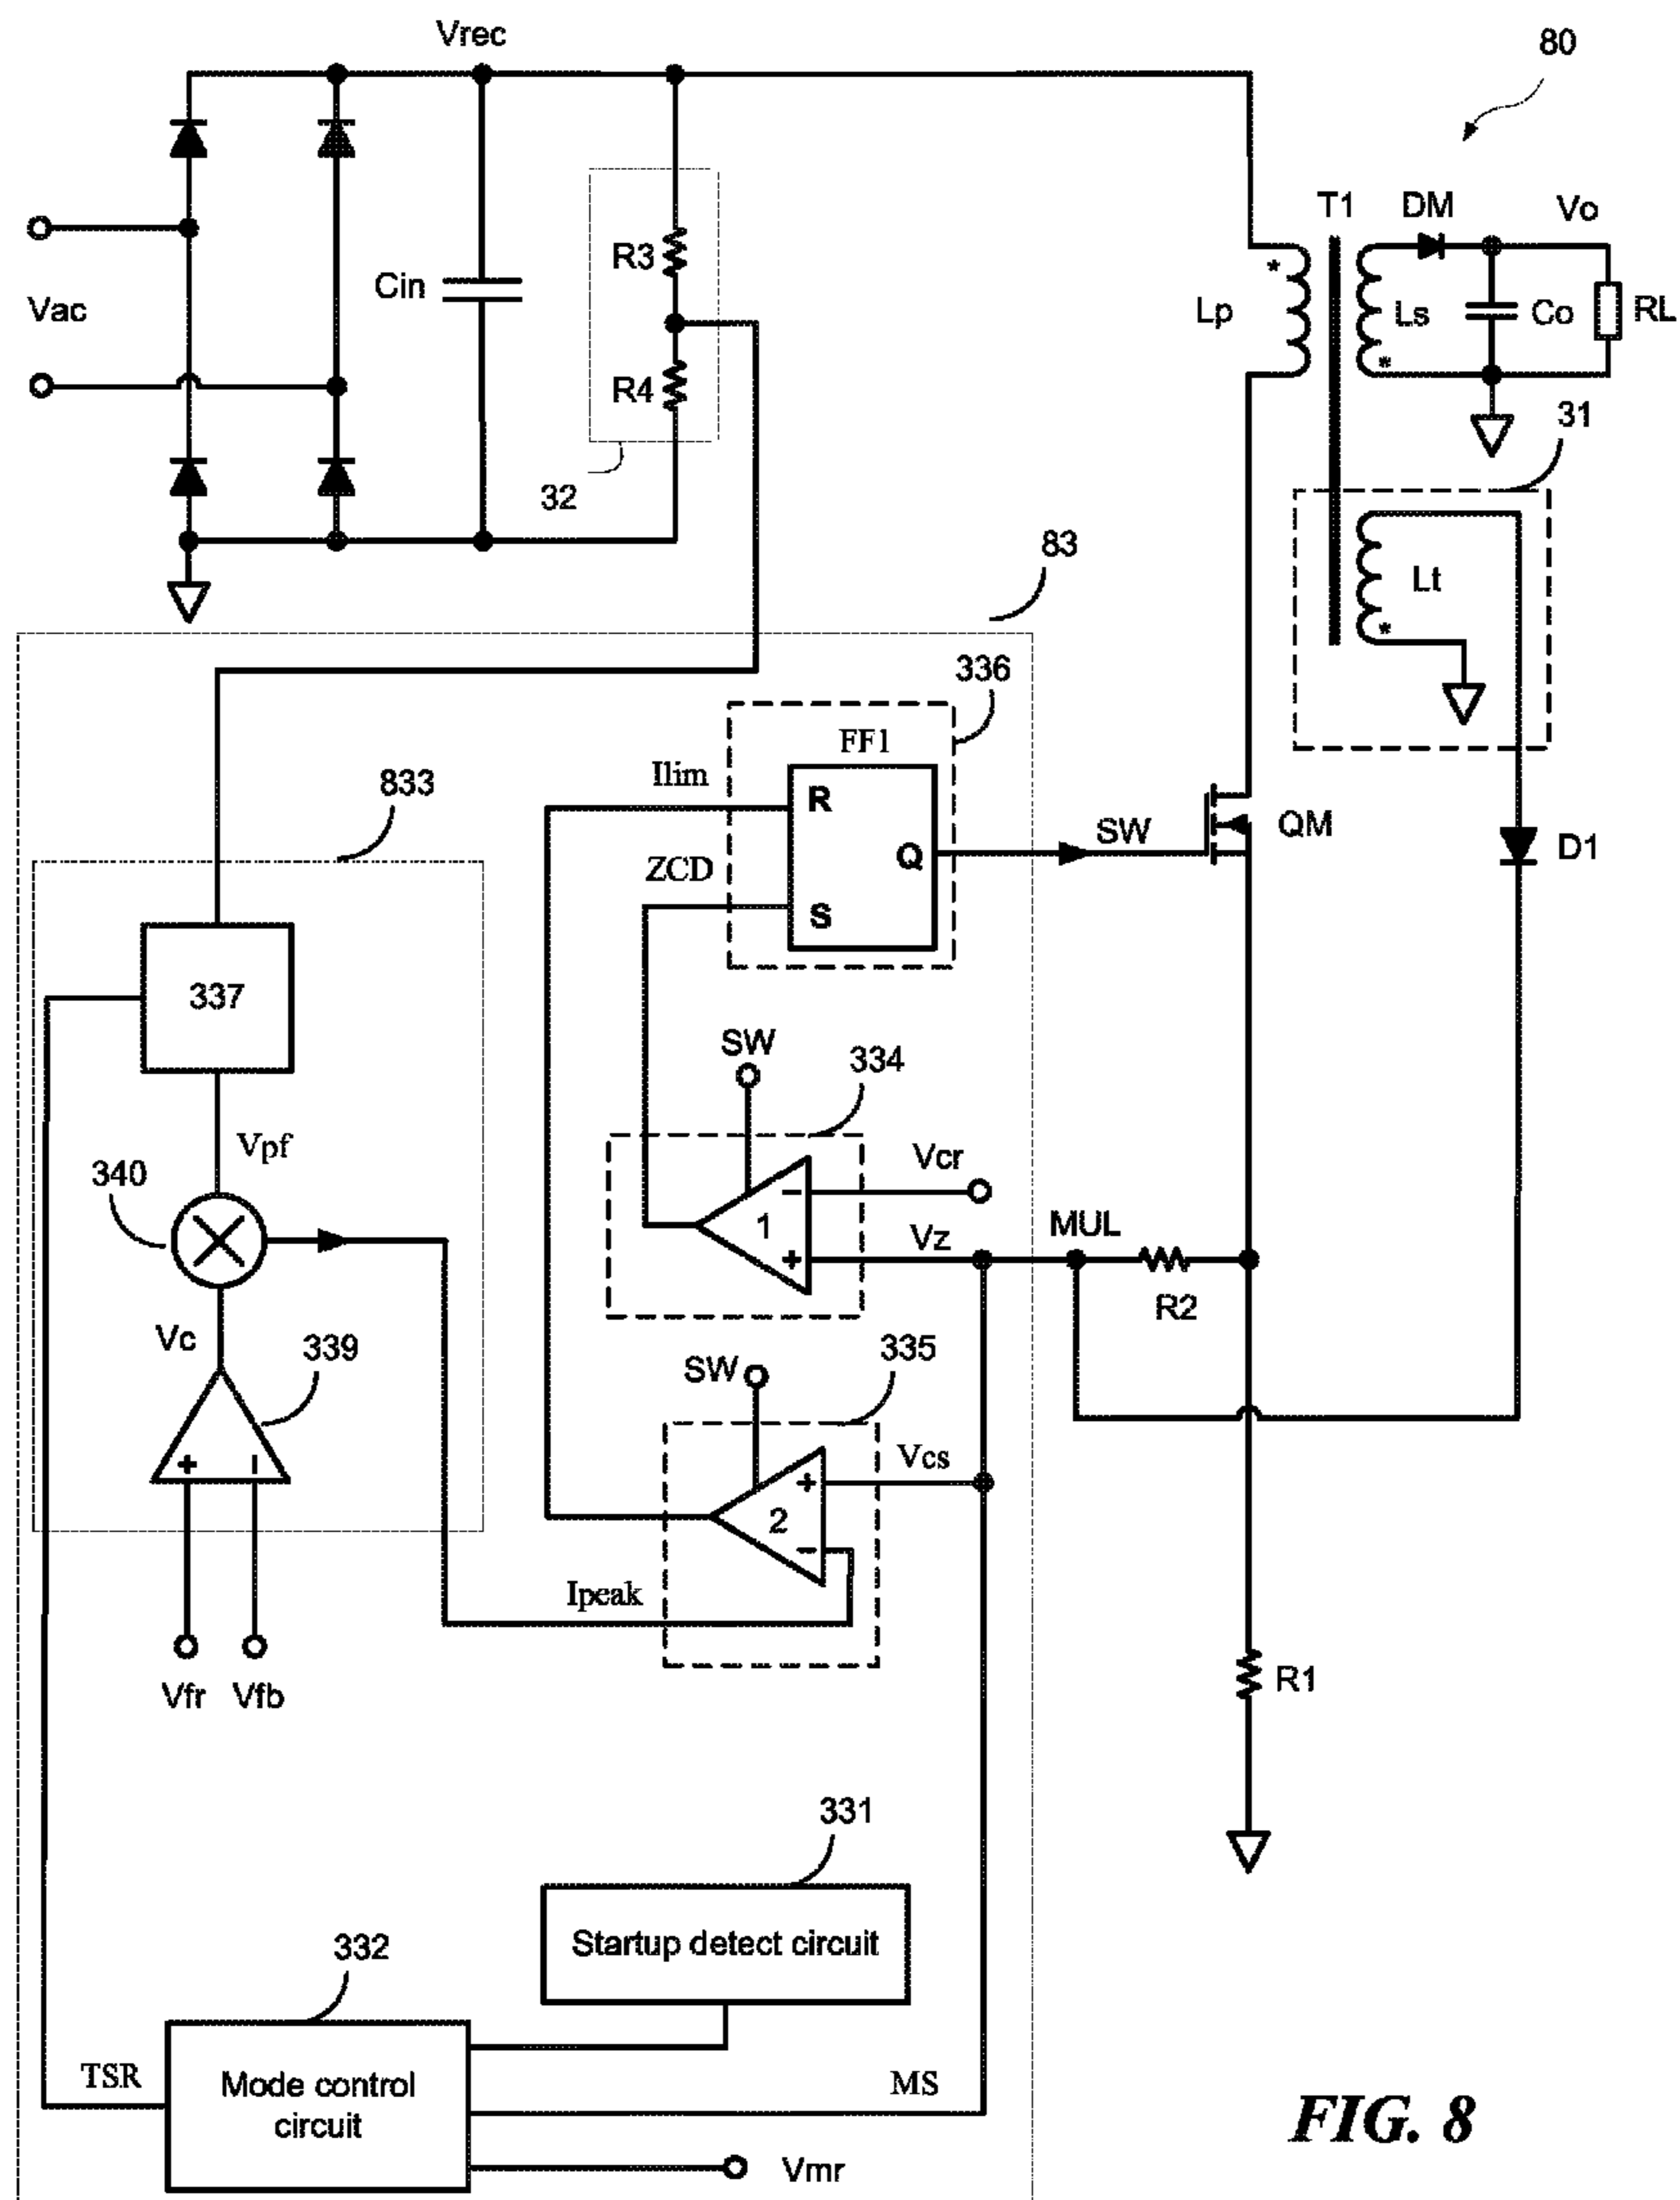 Vrec
80
T1
DM
Vo
R3
Cin
Vac
Lp
*
Ls
Co
RL
R4
*
31
32
83
Lt
*
336
FF1
833
Ilim
R
SW
QM
ZCD
Q
D1
S
337
SW
334
Vpf
Vcr
340
-
1
Vz
MUL
+
R2
Vc
339
SW
335
Vcs
+ -
+
2
-
Ipeak
R1
Vfr Vfb
331
Startup detect circuit
332
TSR
Mode control
circuit
MS
Vmr
FIG. 8